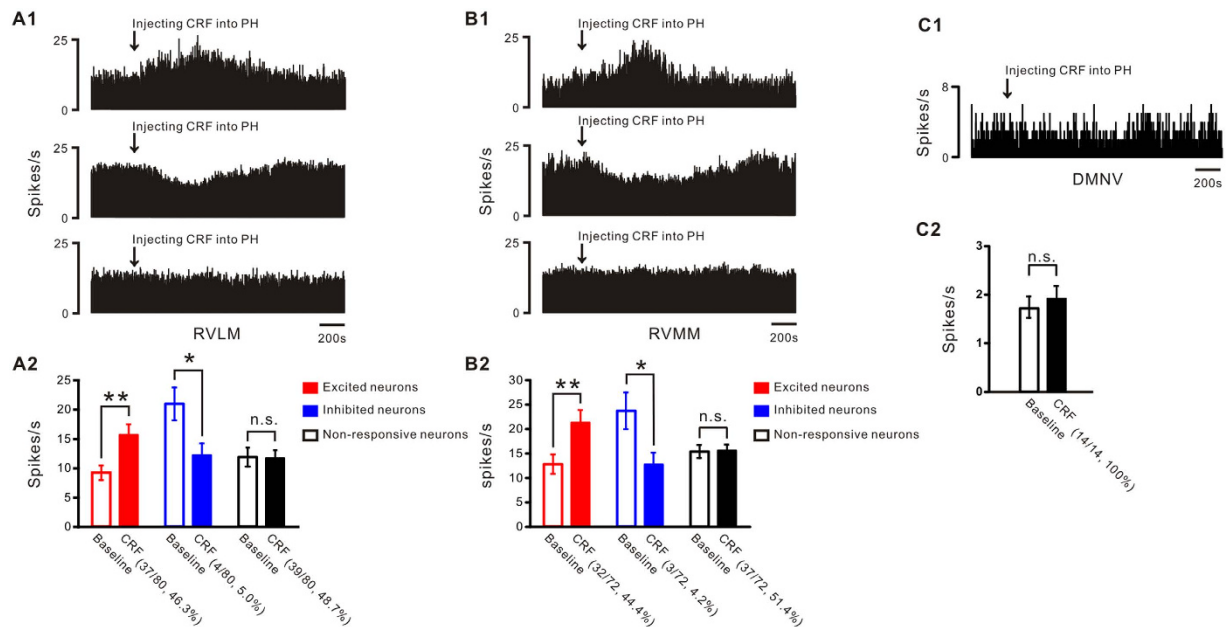 A1
Injecting CRF into PH
25
0
Injecting CRF into PH
25
0
Injecting CRF into PH
25
0
Spikes/s
RVLM
200s
B1
Injecting CRF into PH
25
0
Injecting CRF into PH
25
0
Injecting CRF into PH
25
0
Spikes/s
RVMM
200s
C1
Injecting CRF into PH
8
0
Spikes/s
DMNV
200s
A2
25
20
15
10
5
0
Spikes/s
**
*
n.s.
Baseline
CRF (37/80, 46.3%)
Baseline
CRF (4/80, 5.0%)
Baseline
CRF (39/80, 48.7%)
Excited neurons
Inhibited neurons
Non-responsive neurons
B2
30
25
20
15
10
5
0
spikes/s
**
*
n.s.
Baseline
CRF (32/72, 44.4%)
Baseline
CRF (3/72, 4.2%)
Baseline
CRF (37/72, 51.4%)
Excited neurons
Inhibited neurons
Non-responsive neurons
C2
3
2
1
0
Spikes/s
n.s.
Baseline
CRF (14/14, 100%)